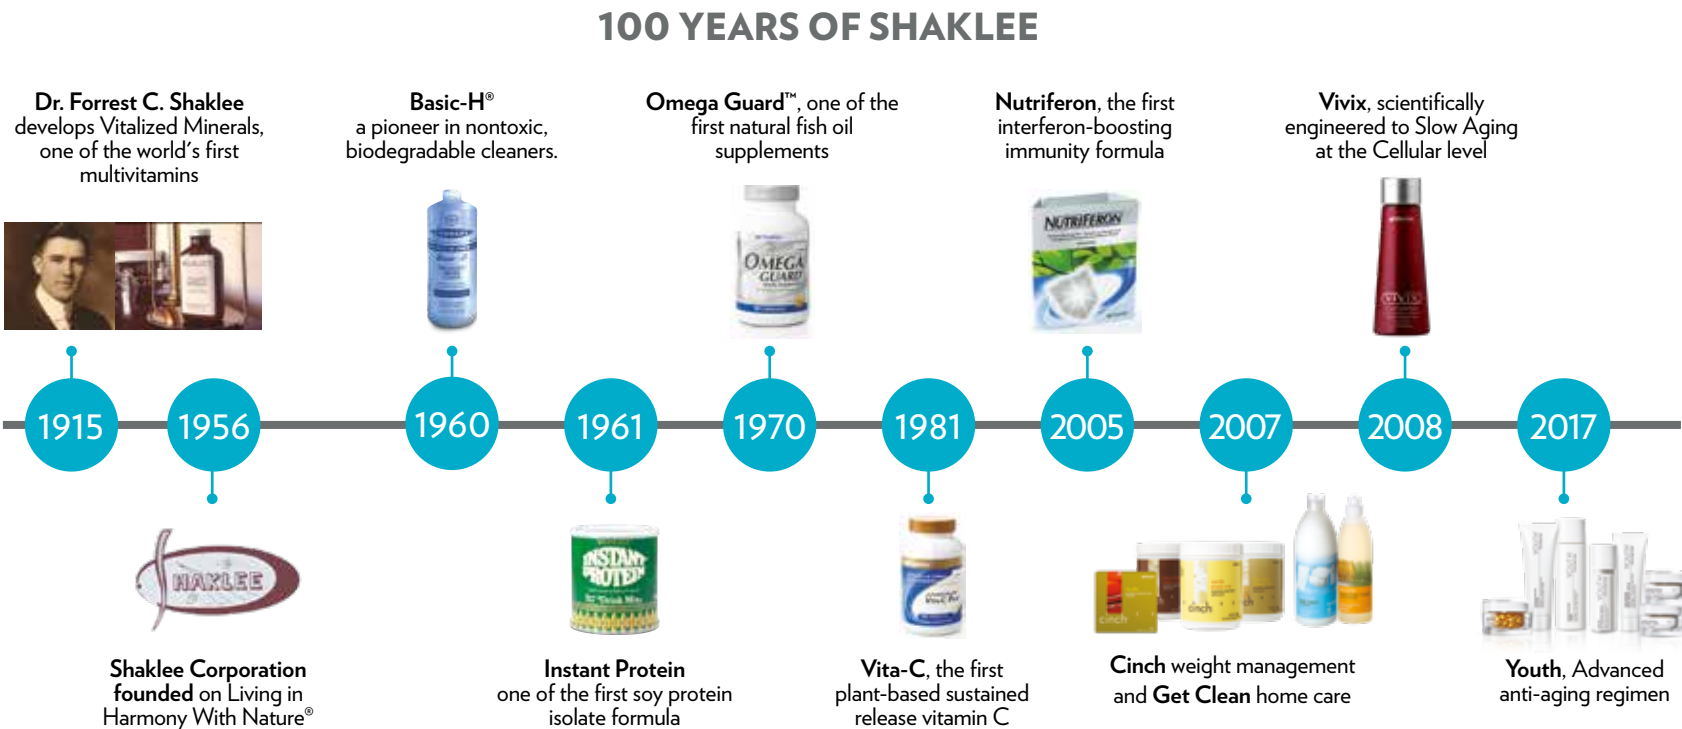 100 YEARS OF SHAKLEE
Dr. Forrest C. Shaklee
develops Vitalized Minerals,
one of the world's first
multivitamins
Basic-H®
a pioneer in nontoxic,
biodegradable cleaners.
Omega Guard™, one of the
first natural fish oil
supplements
Nutriferon, the first
interferon-boosting
immunity formula
Vivix, scientifically
engineered to Slow Aging
at the Cellular level
OMEGA
GUARD
NUTRIFERON
VIVIX
1915
1956
1960
1961
1970
1981
2005
2007
2008
2017
SHAKLEE
INSTANT
PROTEIN
cinch
cinch
Shaklee Corporation
founded on Living in
Harmony With Nature®
Instant Protein
one of the first soy protein
isolate formula
Vita-C, the first
plant-based sustained
release vitamin C
Cinch weight management
and Get Clean home care
Youth, Advanced
anti-aging regimen